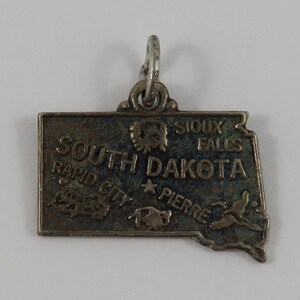 SIOUX
FALLS
SOUTH DAKOTA
RAPID CITY
PIERRE